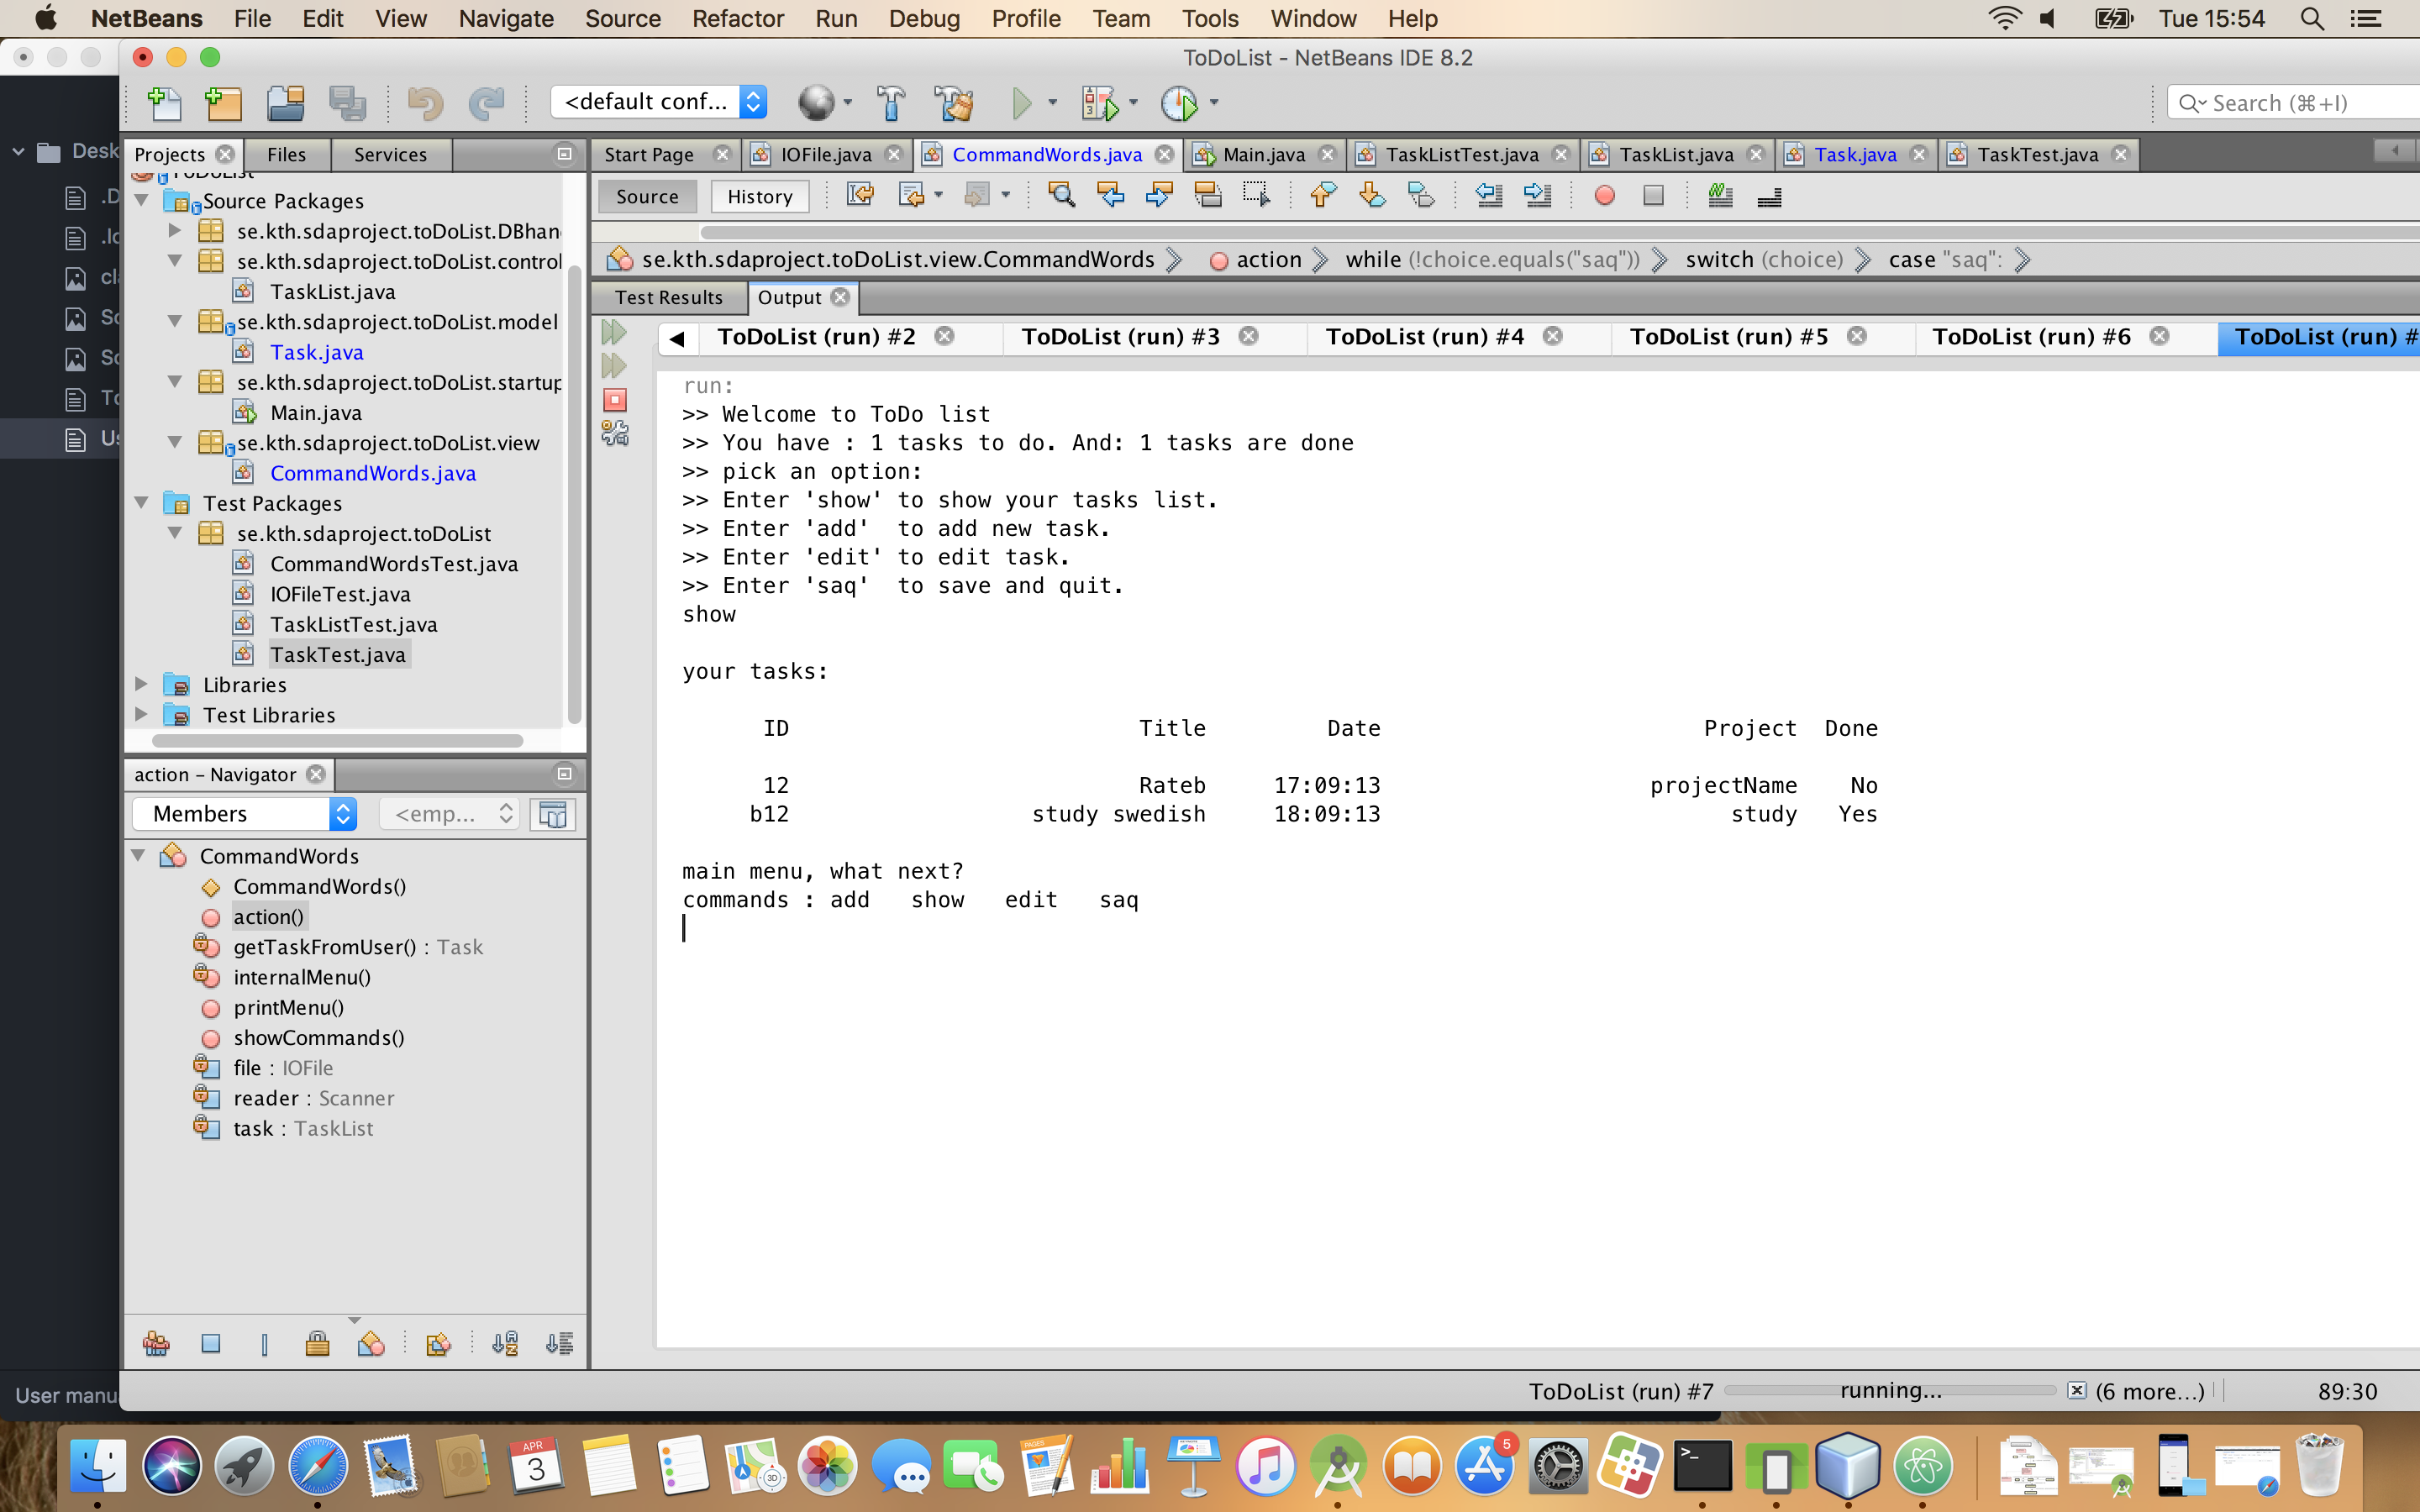 NetBeans File Edit View Navigate Source Refactor Run Debug Profile Team Tools Window Help Tue 15:54
ToDoList - NetBeans IDE 8.2
<default conf... Search (⌘+I)
Projects Files Services
Start Page IOFile.java CommandWords.java Main.java TaskListTest.java TaskList.java Task.java TaskTest.java
Source History
se.kth.sdaproject.toDoList.view.CommandWords action while (!choice.equals("saq")) switch (choice) case "saq":
Test Results Output
ToDoList (run) #2 ToDoList (run) #3 ToDoList (run) #4 ToDoList (run) #5 ToDoList (run) #6 ToDoList (run) #
Desk
ToDoList
Source Packages
se.kth.sdaproject.toDoList.DBhan
se.kth.sdaproject.toDoList.control
TaskList.java
se.kth.sdaproject.toDoList.model
Task.java
se.kth.sdaproject.toDoList.startup
Main.java
se.kth.sdaproject.toDoList.view
CommandWords.java
Test Packages
se.kth.sdaproject.toDoList
CommandWordsTest.java
IOFileTest.java
TaskListTest.java
TaskTest.java
Libraries
Test Libraries
action - Navigator
Members <emp...
CommandWords
CommandWords()
action()
getTaskFromUser() : Task
internalMenu()
printMenu()
showCommands()
file : IOFile
reader : Scanner
task : TaskList
run:
>> Welcome to ToDo list
>> You have : 1 tasks to do. And: 1 tasks are done
>> pick an option:
>> Enter 'show' to show your tasks list.
>> Enter 'add'  to add new task.
>> Enter 'edit' to edit task.
>> Enter 'saq'  to save and quit.
show
your tasks:
ID Title Date Project Done
12 Rateb 17:09:13 projectName No
b12 study swedish 18:09:13 study Yes
main menu, what next?
commands : add   show   edit   saq
User manu
ToDoList (run) #7 running... (6 more...) 89:30
APR
3
3D
PAGES
5
>_